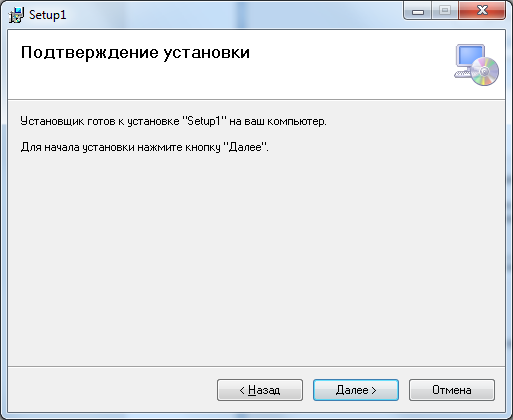 Setup1
Подтверждение установки
Установщик готов к установке "Setup1" на ваш компьютер.
Для начала установки нажмите кнопку "Далее".
< Назад
Далее >
Отмена